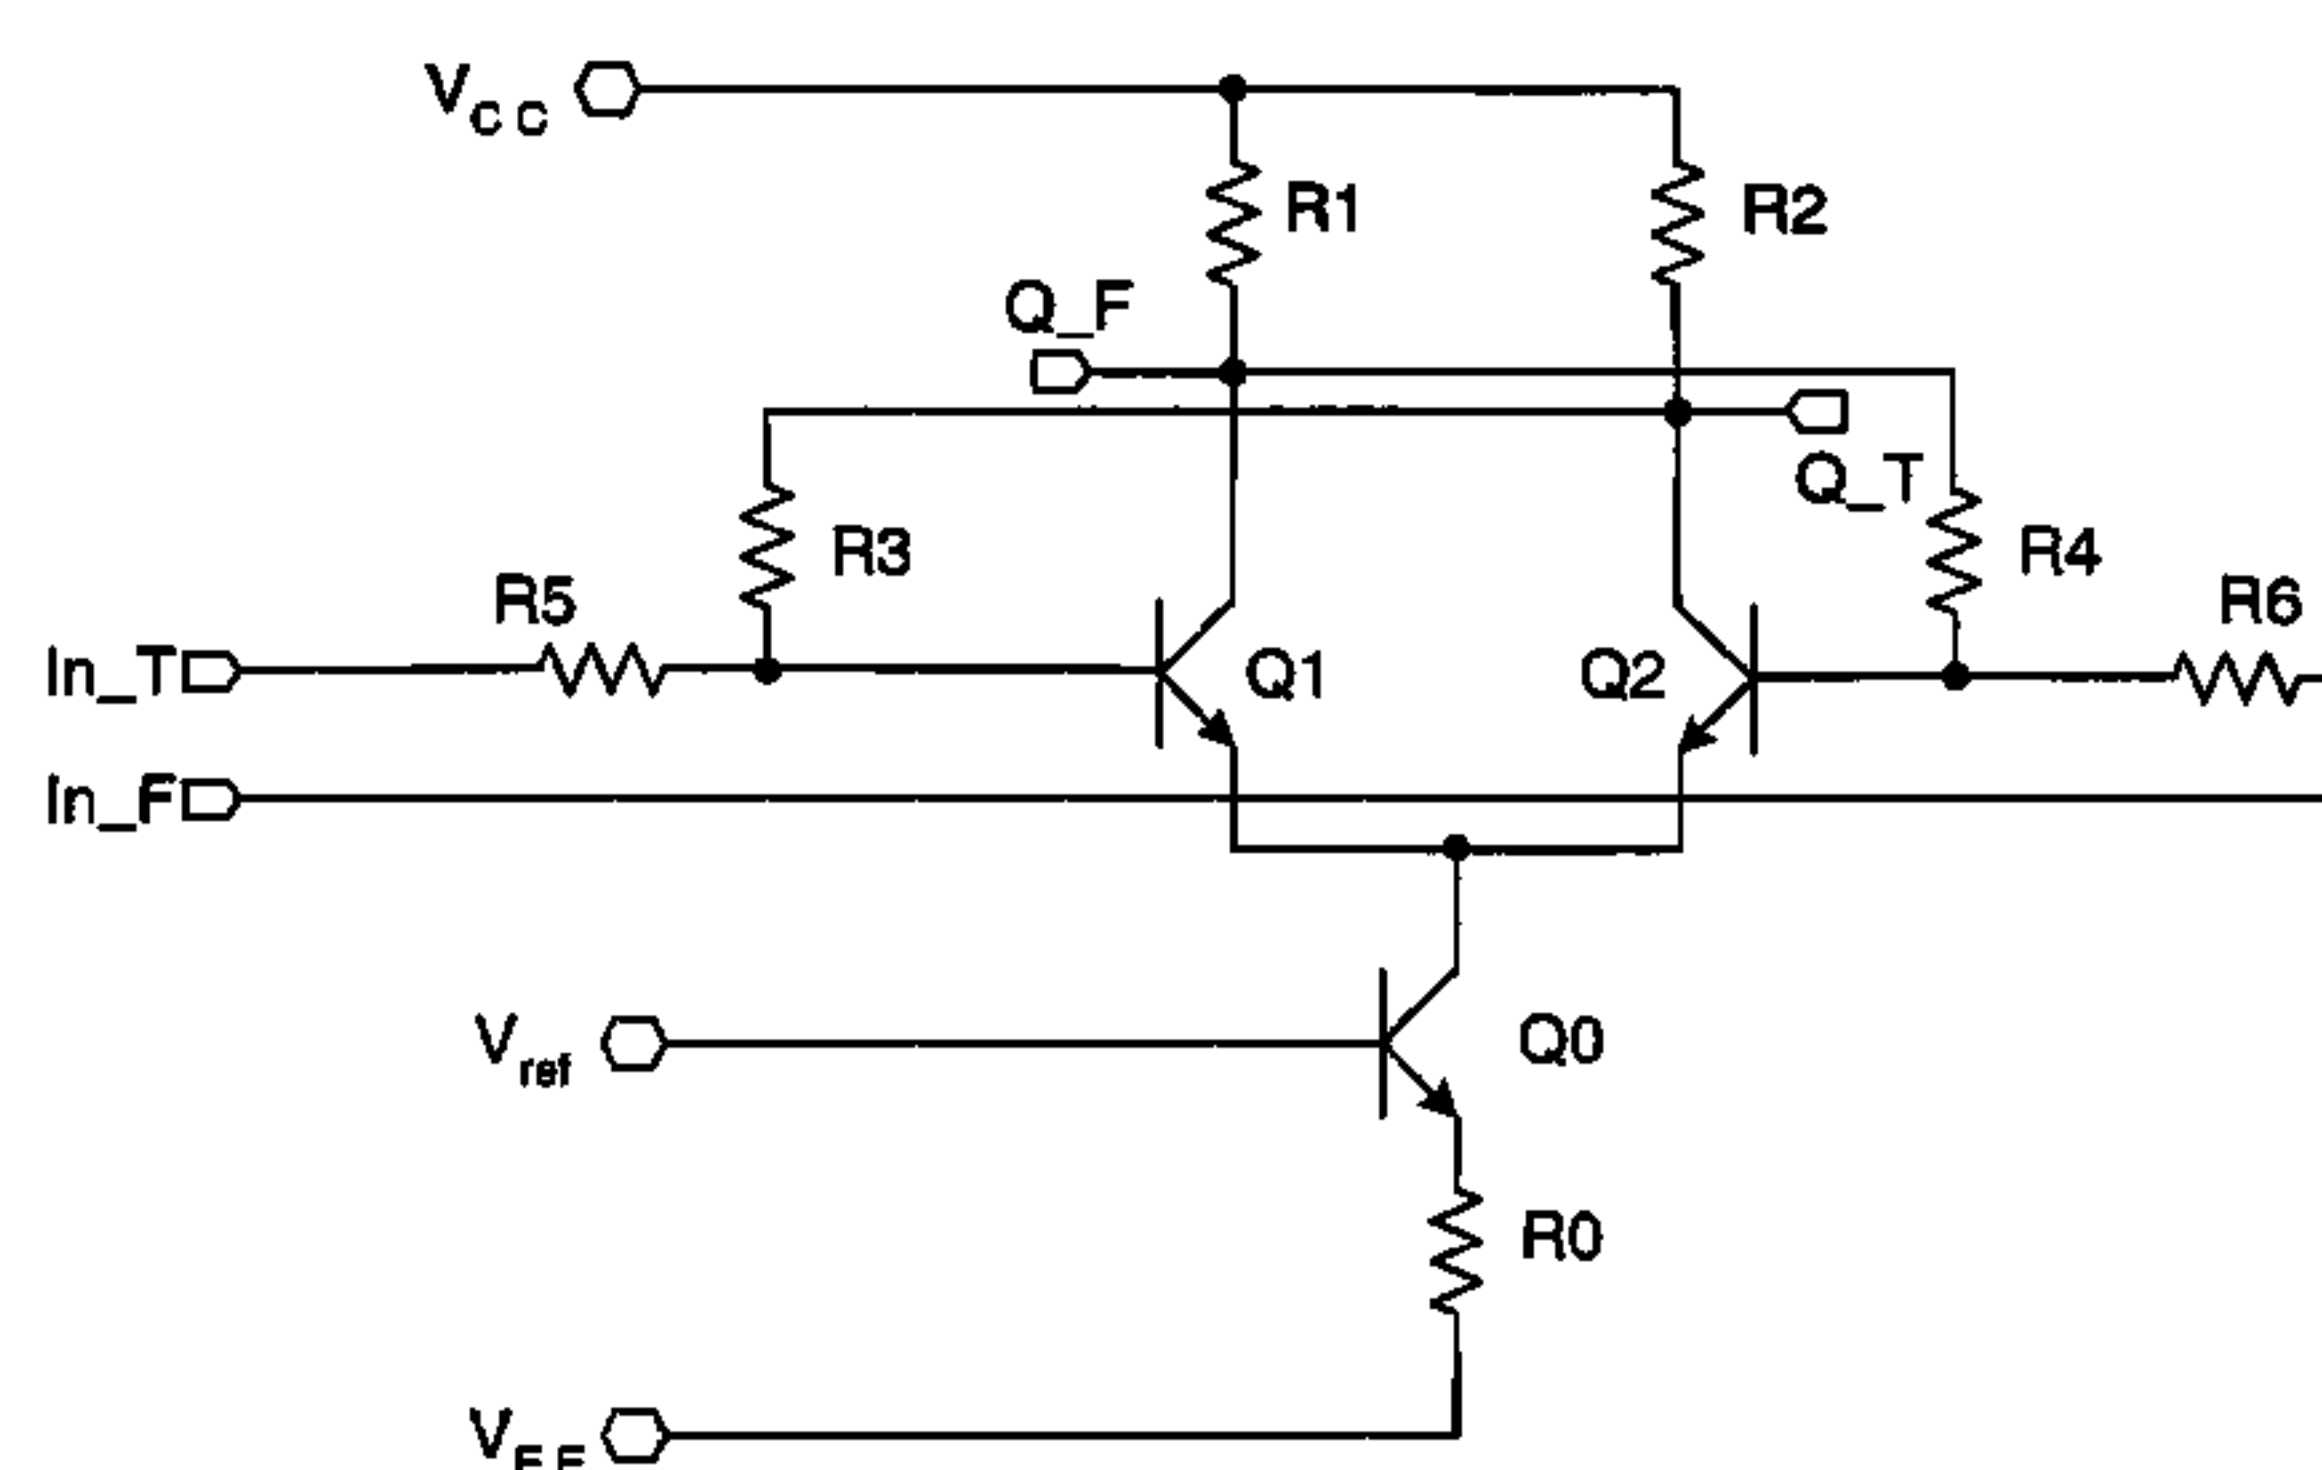 VCC
R1
R2
Q_F
Q_T
R3
R4
R5
R6
In_T
Q1
Q2
In_F
Vref
Q0
R0
VEE